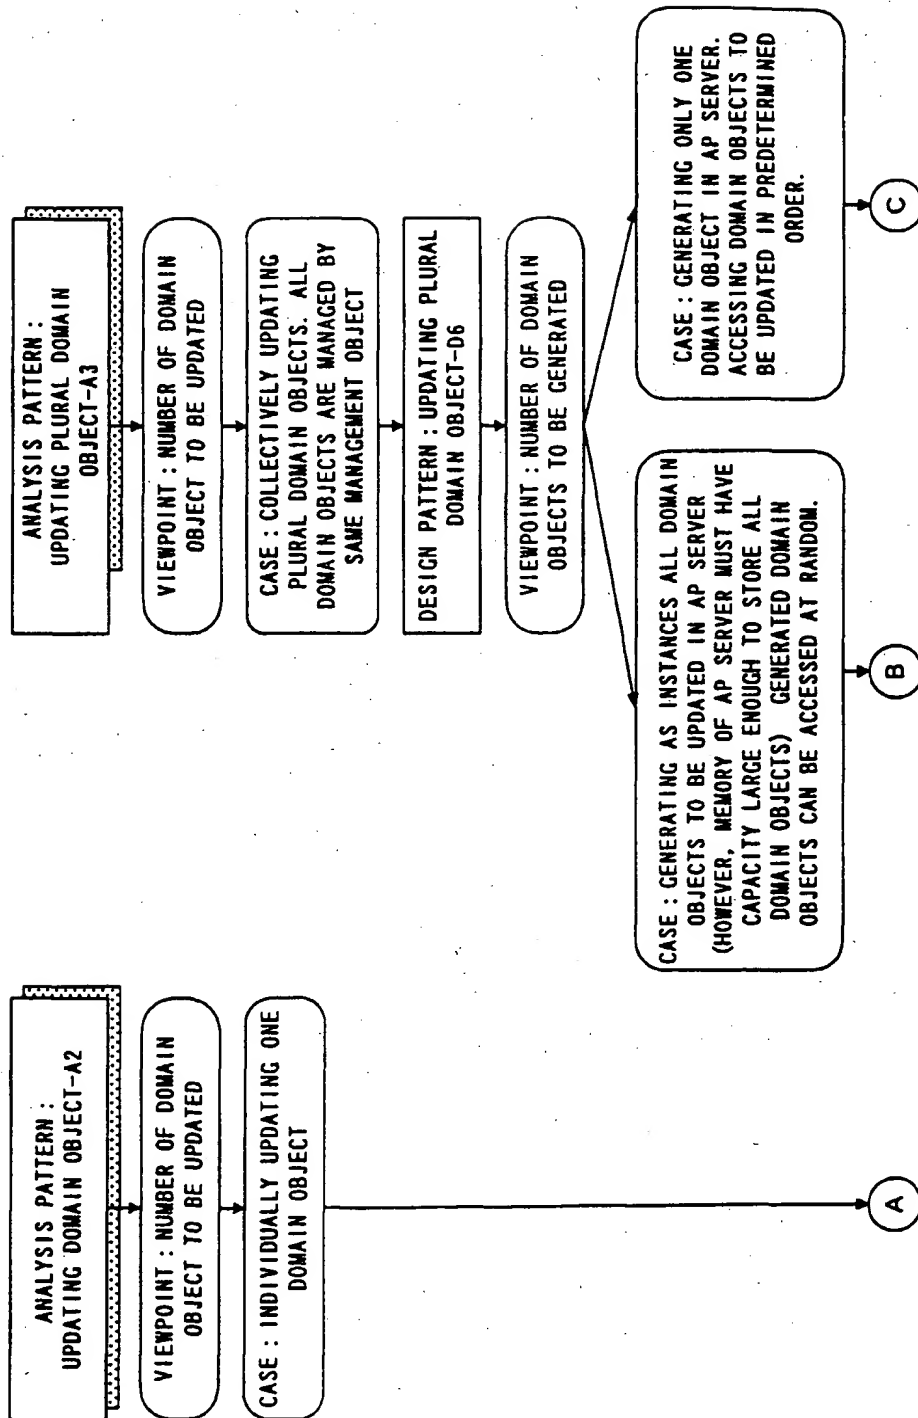 ANALYSIS PATTERN :
UPDATING DOMAIN OBJECT-A2
VIEWPOINT : NUMBER OF DOMAIN
OBJECT TO BE UPDATED
CASE : INDIVIDUALLY UPDATING ONE
DOMAIN OBJECT
A
ANALYSIS PATTERN :
UPDATING PLURAL DOMAIN
OBJECT-A3
VIEWPOINT : NUMBER OF DOMAIN
OBJECT TO BE UPDATED
CASE : COLLECTIVELY UPDATING
PLURAL DOMAIN OBJECTS. ALL
DOMAIN OBJECTS ARE MANAGED BY
SAME MANAGEMENT OBJECT
DESIGN PATTERN : UPDATING PLURAL
DOMAIN OBJECT-D6
VIEWPOINT : NUMBER OF DOMAIN
OBJECTS TO BE GENERATED
CASE : GENERATING AS INSTANCES ALL DOMAIN
OBJECTS TO BE UPDATED IN AP SERVER
(HOWEVER, MEMORY OF AP SERVER MUST HAVE
CAPACITY LARGE ENOUGH TO STORE ALL
DOMAIN OBJECTS) GENERATED DOMAIN
OBJECTS CAN BE ACCESSED AT RANDOM.
B
CASE : GENERATING ONLY ONE
DOMAIN OBJECT IN AP SERVER.
ACCESSING DOMAIN OBJECTS TO
BE UPDATED IN PREDETERMINED
ORDER.
C